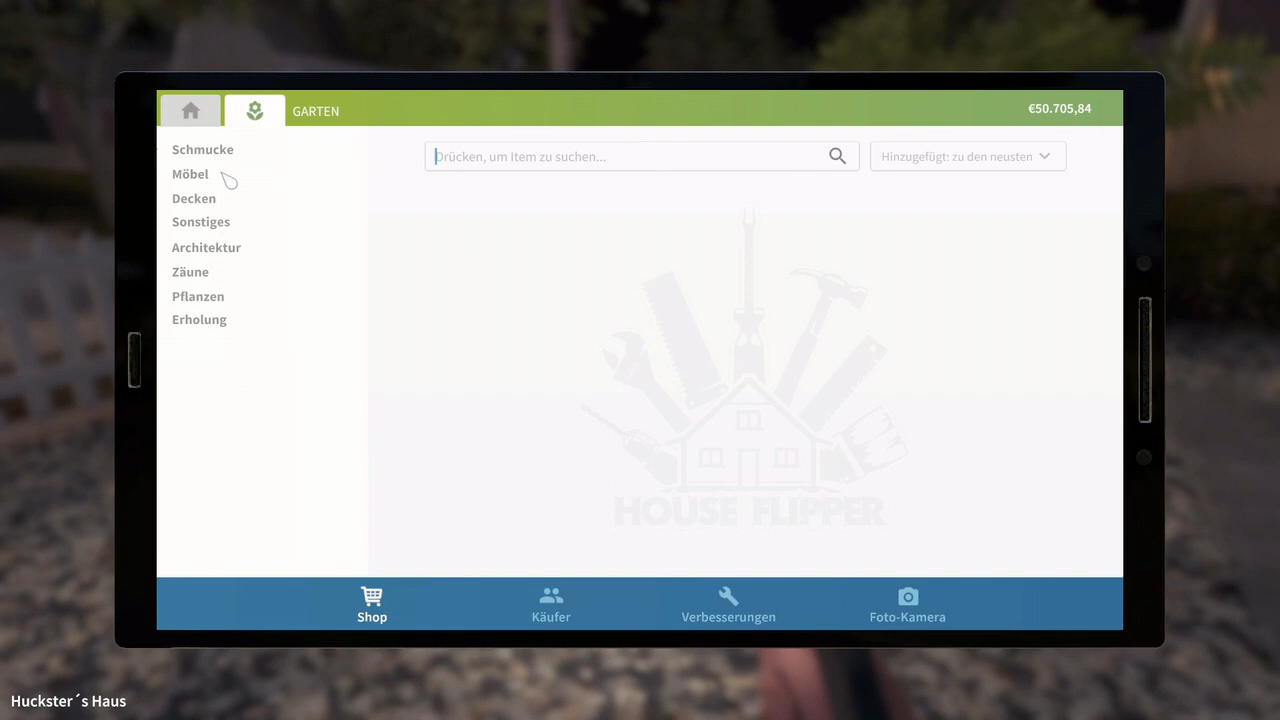 GARTEN
€50.705,84
Schmucke
Möbel
Decken
Sonstiges
Architektur
Zäune
Pflanzen
Erholung
Drücken, um Item zu suchen...
Hinzugefügt: zu den neusten
HOUSE FLIPPER
Shop
Käufer
Verbesserungen
Foto-Kamera
Huckster´s Haus